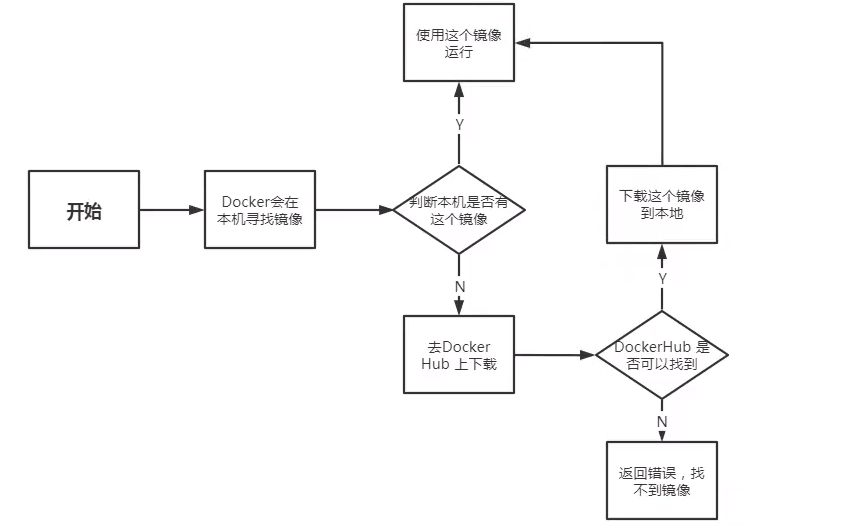 使用这个镜像
运行
Y
开始
Docker会在
本机寻找镜像
判断本机是否有
这个镜像
下载这个镜像
到本地
Y
N
去Docker
Hub 上下载
DockerHub 是
否可以找到
N
返回错误，找
不到镜像